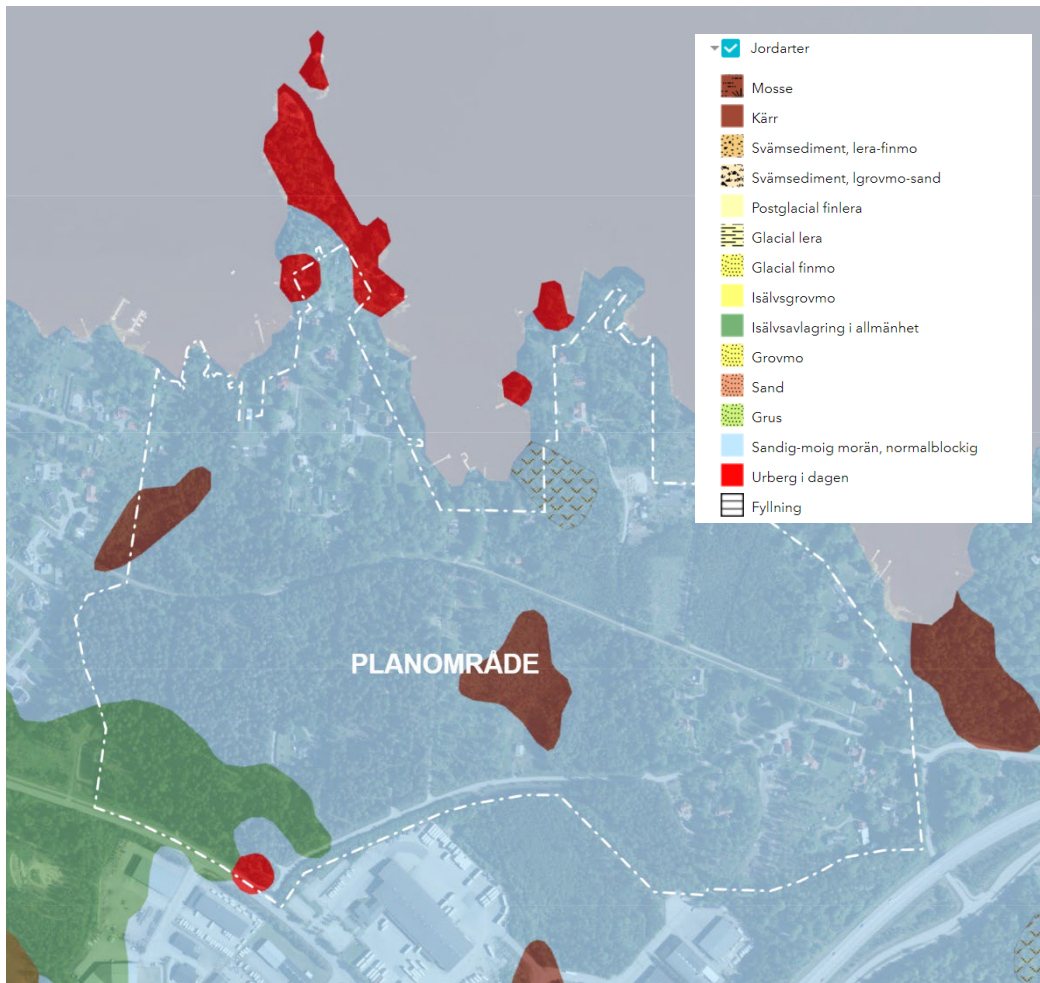 Jordarter
Mosse
Kärr
Svämsediment, lera-finmo
Svämsediment, lgrovmo-sand
Postglacial finlera
Glacial lera
Glacial finmo
Isälvsgrovmo
Isälvsavlagring i allmänhet
Grovmo
Sand
Grus
Sandig-moig morän, normalblockig
Urberg i dagen
Fyllning
PLANOMRÅDE